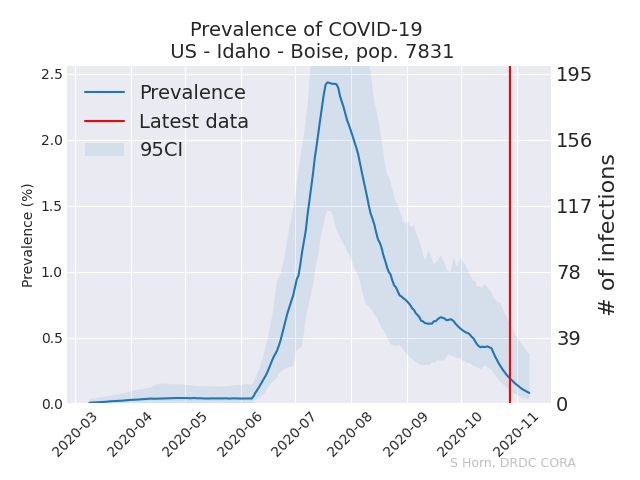 Prevalence of COVID-19
US - Idaho - Boise, pop. 7831
Prevalence
Latest data
95CI
Prevalence (%)
2.5
2.0
1.5
1.0
0.5
0.0
195
156
117
78
39
0
# of infections
2020-03
2020-04
2020-05
2020-06
2020-07
2020-08
2020-09
2020-10
2020-11
S Horn, DRDC CORA